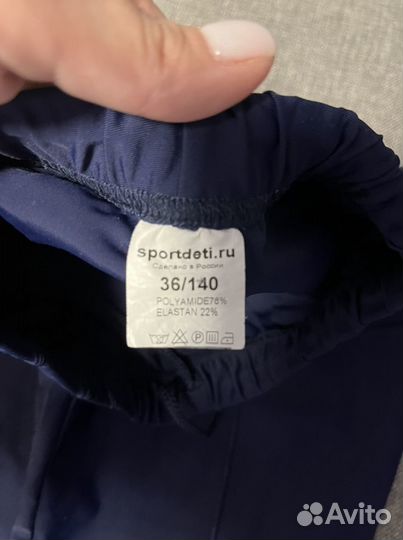 sportdeti.ru
Сделано в России
36/140
POLYAMIDE78%
ELASTAN 22%
Avito